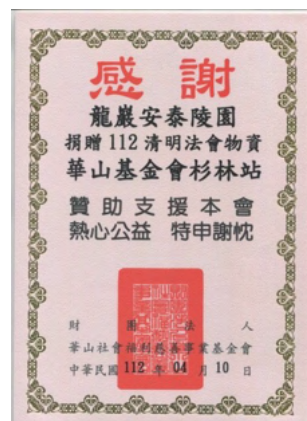 感謝
龍巖安泰陵園
捐贈112清明法會物資
華山基金會杉林站
贊助支援本會
熱心公益 特申謝忱
財團法人
華山社會福利慈善事業基金會
中華民國 112 年 04 月 10 日